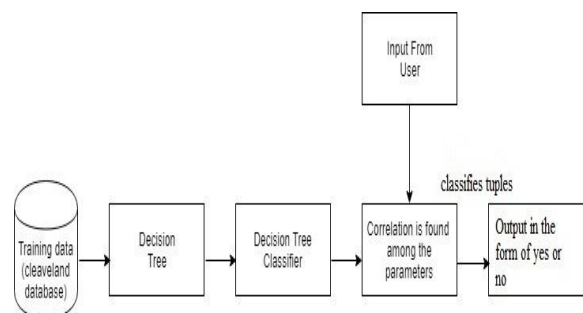 Input From
User
classifies tuples
Training data
(cleaveland
database)
Decision
Tree
Decision Tree
Classifier
Correlation is found
among the
parameters
Output in the
form of yes or
no